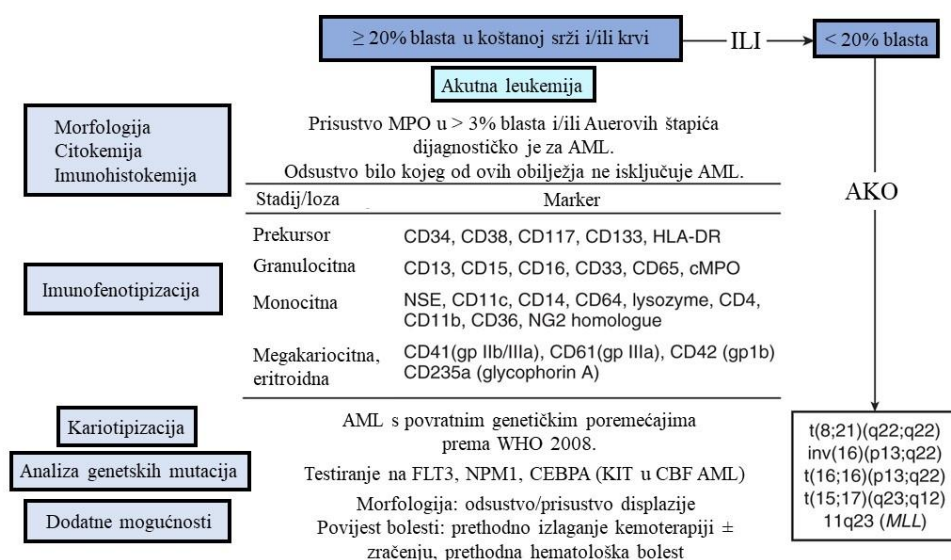 ≥ 20% blasta u koštanoj srži i/ili krvi
ILI
< 20% blasta
Akutna leukemija
Morfologija
Citokemija
Imunohistokemija
Prisustvo MPO u > 3% blasta i/ili Auerovih štapića
dijagnostičko je za AML.
Odsustvo bilo kojeg od ovih obilježja ne isključuje AML.
AKO
Stadij/loza Marker
Prekursor CD34, CD38, CD117, CD133, HLA-DR
Granulocitna CD13, CD15, CD16, CD33, CD65, cMPO
Imunofenotipizacija
Monocitna NSE, CD11c, CD14, CD64, lysozyme, CD4,
CD11b, CD36, NG2 homologue
Megakariocitna, CD41(gp IIb/IIIa), CD61(gp IIIa), CD42 (gp1b)
eritroidna CD235a (glycophorin A)
Kariotipizacija
AML s povratnim genetičkim poremećajima
prema WHO 2008.
Analiza genetskih mutacija
Testiranje na FLT3, NPM1, CEBPA (KIT u CBF AML)
Dodatne mogućnosti
Morfologija: odsustvo/prisustvo displazije
Povijest bolesti: prethodno izlaganje kemoterapiji ±
zračenju, prethodna hematološka bolest
t(8;21)(q22;q22)
inv(16)(p13;q22)
t(16;16)(p13;q22)
t(15;17)(q23;q12)
11q23 (MLL)